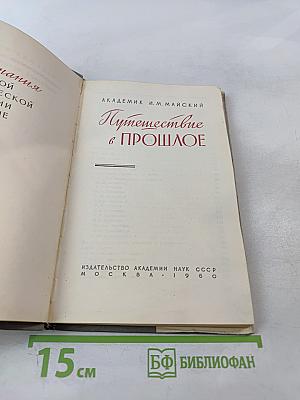 АКАДЕМИК И. М. МАЙСКИЙ
Путешествие
в ПРОШЛОЕ
ИЗДАТЕЛЬСТВО АКАДЕМИИ НАУК СССР
МОСКВА · 1960
15 см
БФ БИБЛИОФАН